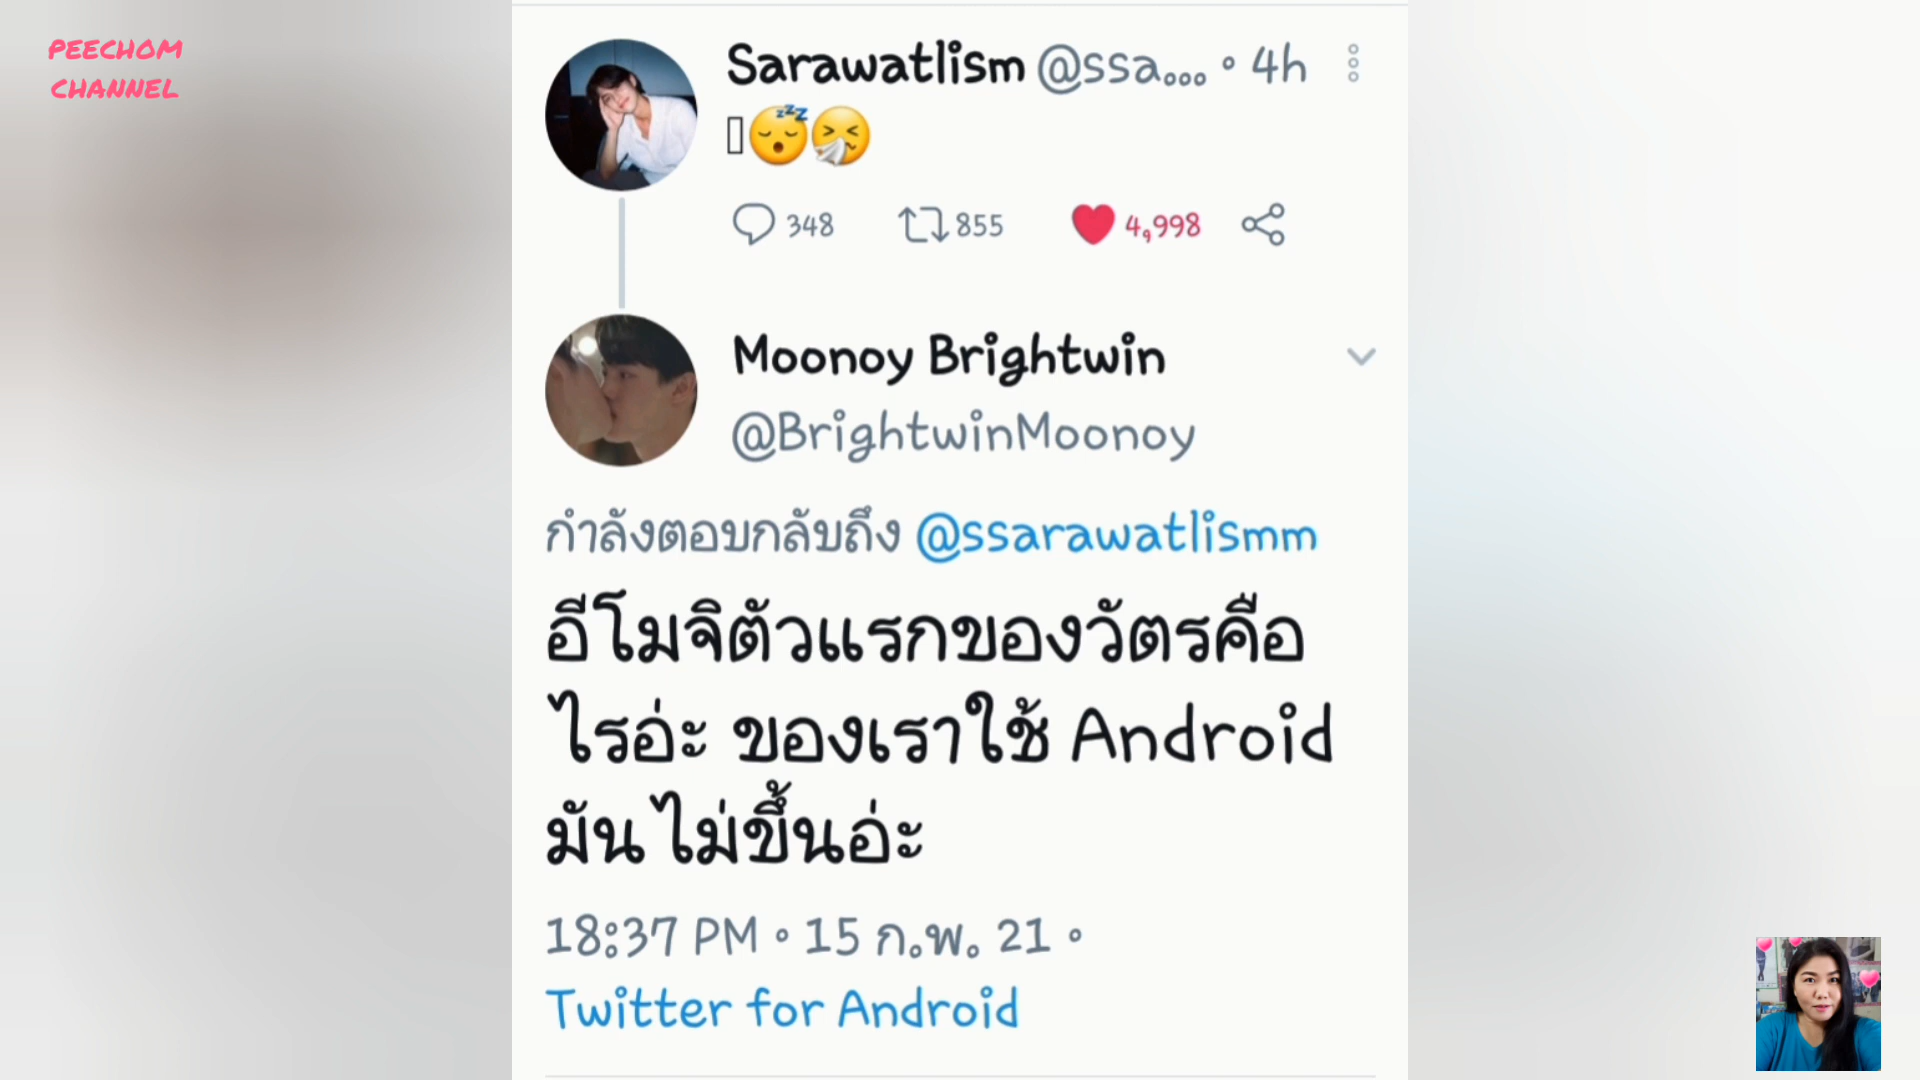 PEECHOM
CHANNEL
Sarawatlism @ssa... • 4h
😴🤧
348 855 4,998
Moonoy Brightwin
@BrightwinMoonoy
กำลังตอบกลับถึง @ssarawatlismm
อีโมจิตัวแรกของวัตรคือ
ไรอ่ะ ของเราใช้ Android
มันไม่ขึ้นอ่ะ
18:37 PM • 15 ก.พ. 21 •
Twitter for Android